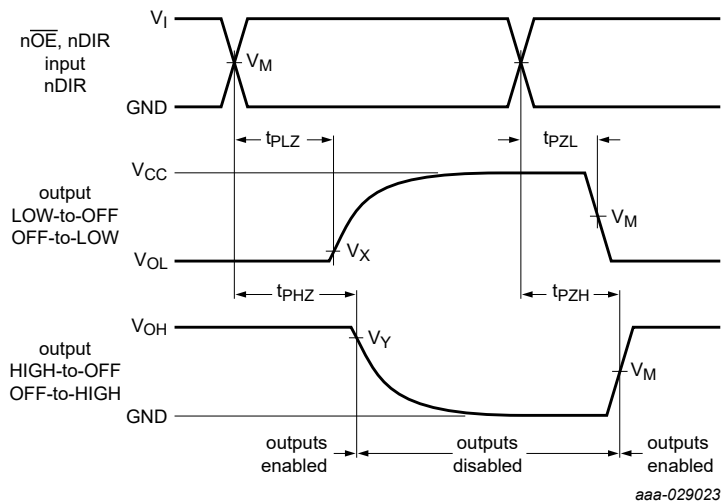 V_I
nO̅E̅, nDIR
input
nDIR
V_M
GND
t_PLZ
t_PZL
V_CC
output
LOW-to-OFF
OFF-to-LOW
V_M
V_X
V_OL
t_PHZ
t_PZH
V_OH
V_Y
output
HIGH-to-OFF
OFF-to-HIGH
V_M
GND
outputs
enabled
outputs
disabled
outputs
enabled
aaa-029023